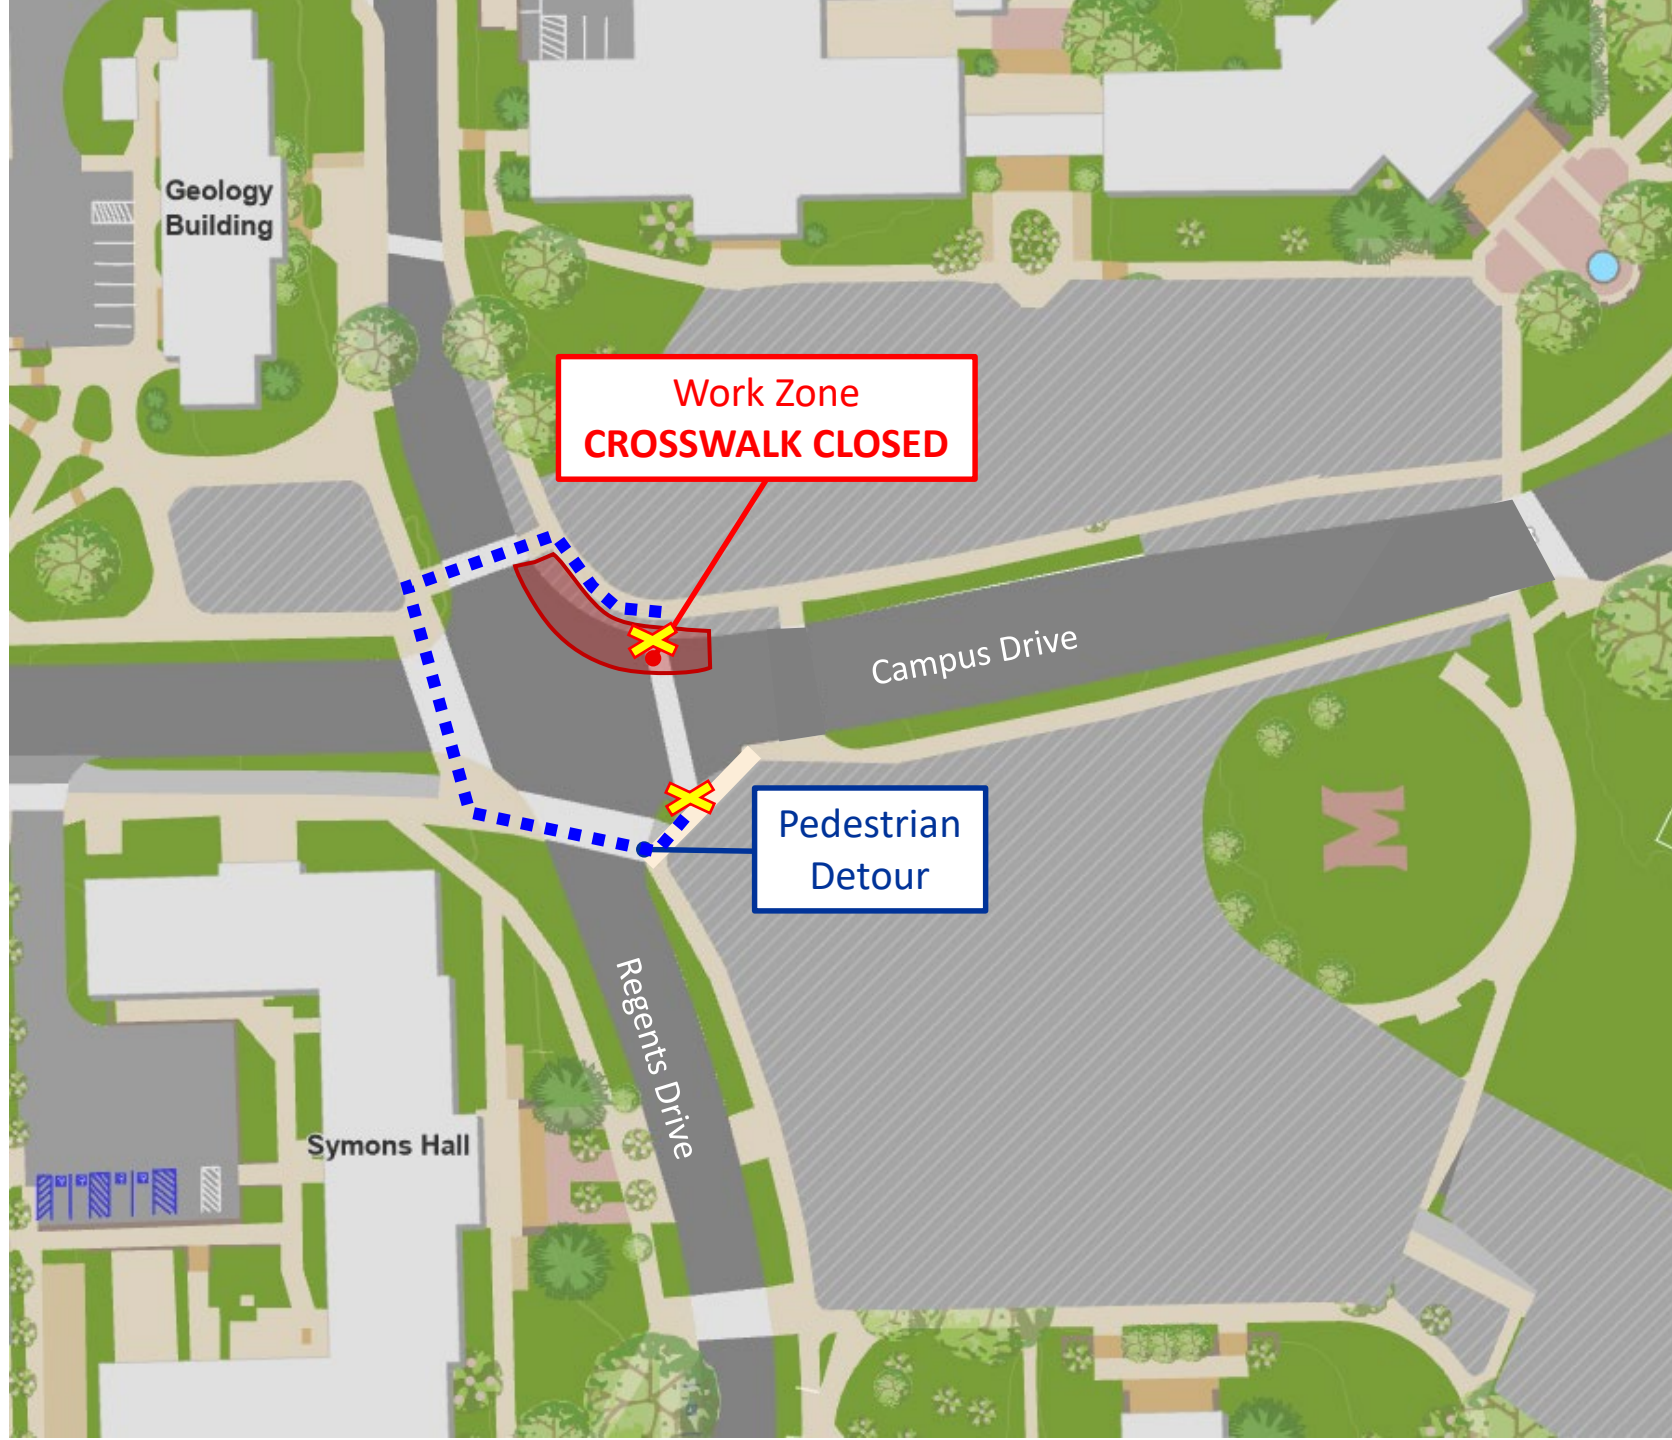 Geology
Building
Work Zone
CROSSWALK CLOSED
Campus Drive
Pedestrian
Detour
M
Regents Drive
Symons Hall